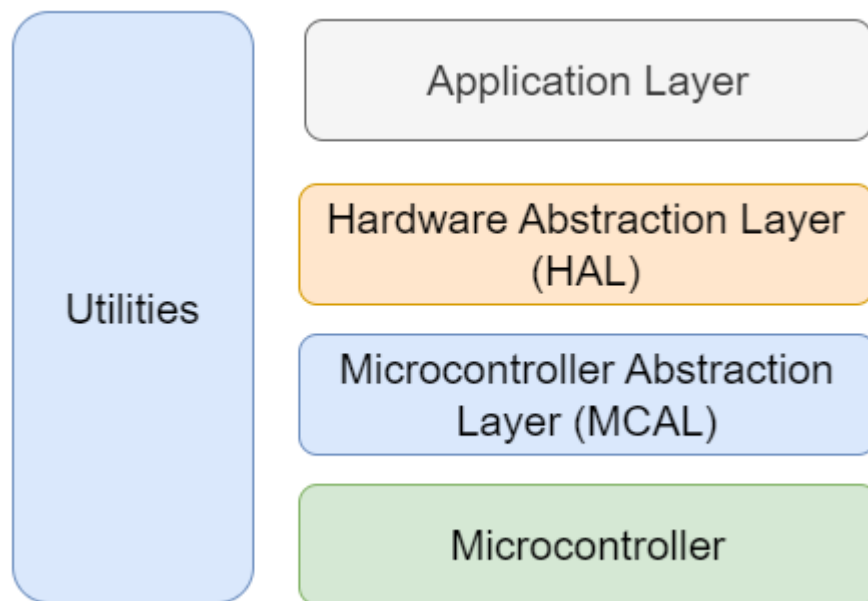 Utilities
Application Layer
Hardware Abstraction Layer
(HAL)
Microcontroller Abstraction
Layer (MCAL)
Microcontroller